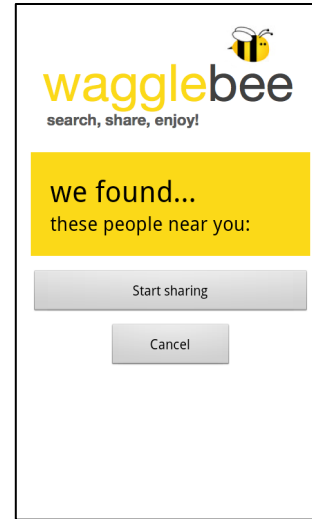 wagglebee
search, share, enjoy!
we found...
these people near you:
Start sharing
Cancel